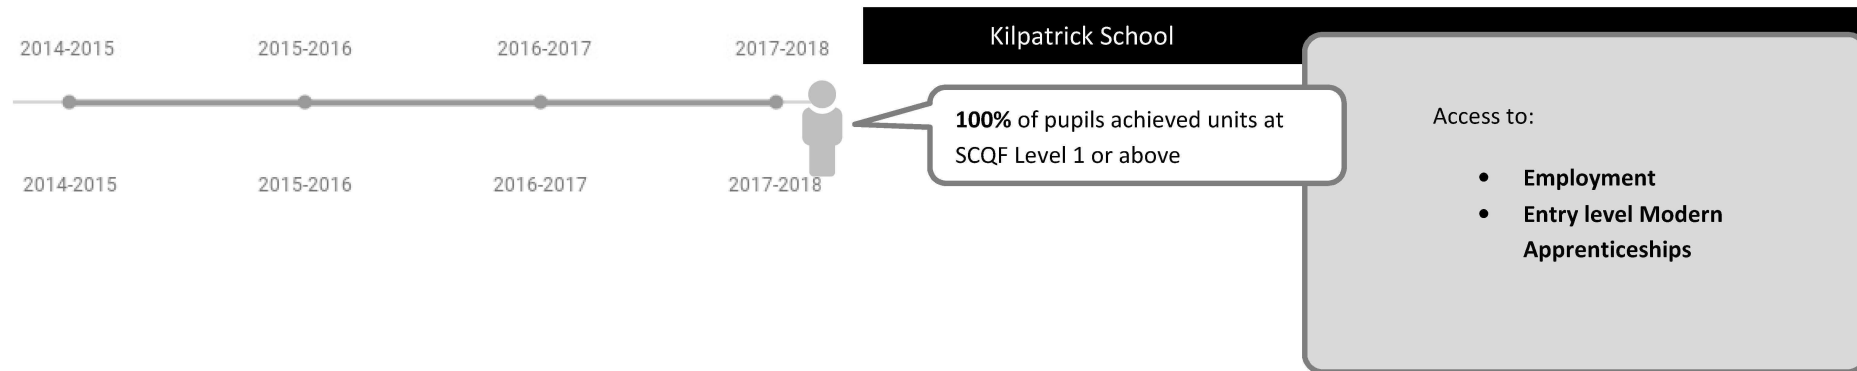 2014-2015 2015-2016 2016-2017 2017-2018
2014-2015 2015-2016 2016-2017 2017-2018
Kilpatrick School
100% of pupils achieved units at
SCQF Level 1 or above
Access to:
• Employment
• Entry level Modern
Apprenticeships